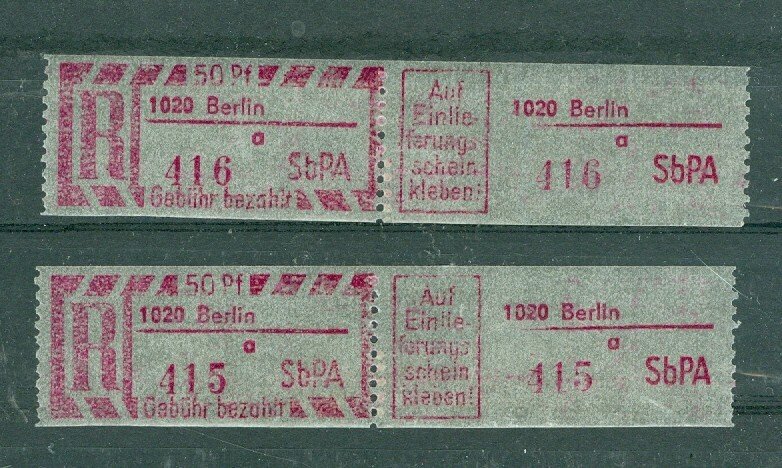 50 Pf
R
1020 Berlin
a
416 SbPA
Gebühr bezahlt
Auf
Einlie-
ferungs
schein
kleben!
1020 Berlin
a
416 SbPA
50 Pf
R
1020 Berlin
a
415 SbPA
Gebühr bezahlt
Auf
Einlie-
ferungs
schein
kleben!
1020 Berlin
a
415 SbPA